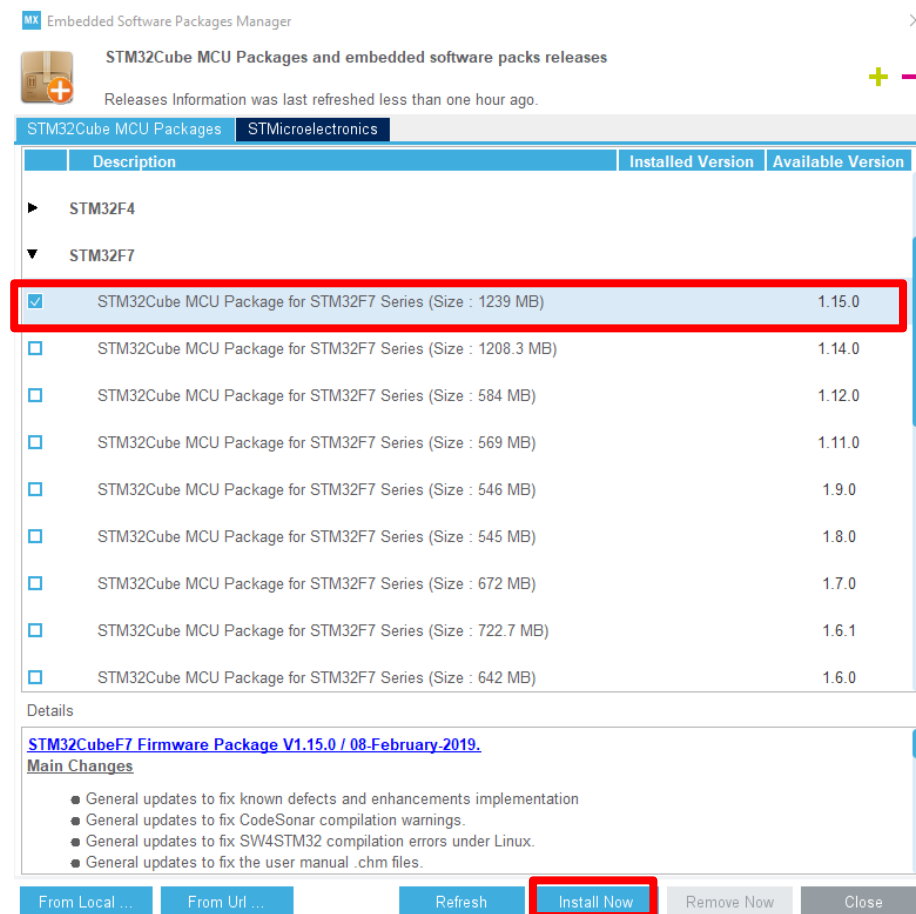 MX Embedded Software Packages Manager
STM32Cube MCU Packages and embedded software packs releases
Releases Information was last refreshed less than one hour ago.
STM32Cube MCU Packages STMicroelectronics
Description Installed Version Available Version
STM32F4
STM32F7
STM32Cube MCU Package for STM32F7 Series (Size : 1239 MB) 1.15.0
STM32Cube MCU Package for STM32F7 Series (Size : 1208.3 MB) 1.14.0
STM32Cube MCU Package for STM32F7 Series (Size : 584 MB) 1.12.0
STM32Cube MCU Package for STM32F7 Series (Size : 569 MB) 1.11.0
STM32Cube MCU Package for STM32F7 Series (Size : 546 MB) 1.9.0
STM32Cube MCU Package for STM32F7 Series (Size : 545 MB) 1.8.0
STM32Cube MCU Package for STM32F7 Series (Size : 672 MB) 1.7.0
STM32Cube MCU Package for STM32F7 Series (Size : 722.7 MB) 1.6.1
STM32Cube MCU Package for STM32F7 Series (Size : 642 MB) 1.6.0
Details
STM32CubeF7 Firmware Package V1.15.0 / 08-February-2019.
Main Changes
General updates to fix known defects and enhancements implementation
General updates to fix CodeSonar compilation warnings.
General updates to fix SW4STM32 compilation errors under Linux.
General updates to fix the user manual .chm files.
From Local ... From Url ... Refresh Install Now Remove Now Close